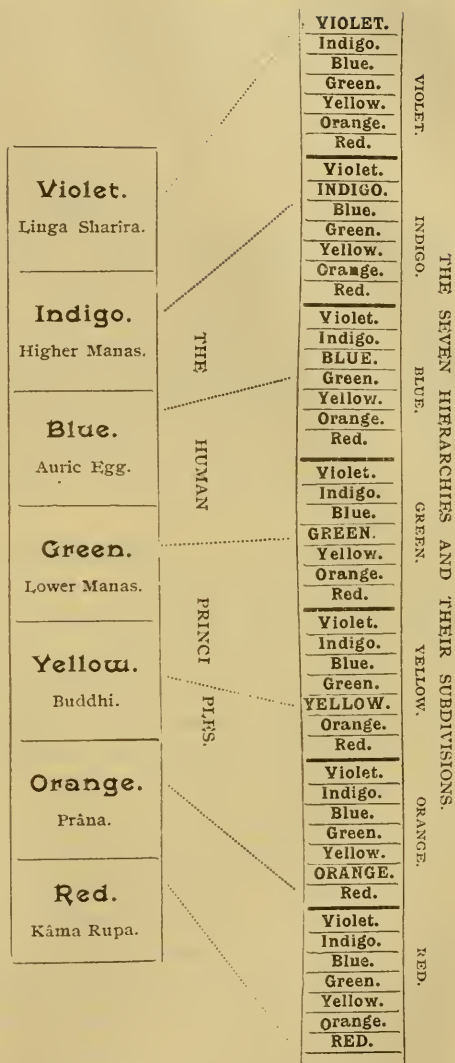 Violet.
Linga Sharîra.
Indigo.
Higher Manas.
Blue.
Auric Egg.
Green.
Lower Manas.
Yellow.
Buddhi.
Orange.
Prâna.
Red.
Kâma Rupa.
THE HUMAN PRINCI PLES.
VIOLET.
Indigo.
Blue.
Green.
Yellow.
Orange.
Red.
Violet.
INDIGO.
Blue.
Green.
Yellow.
Orange.
Red.
Violet.
Indigo.
BLUE.
Green.
Yellow.
Orange.
Red.
Violet.
Indigo.
Blue.
GREEN.
Yellow.
Orange.
Red.
Violet.
Indigo.
Blue.
Green.
YELLOW.
Orange.
Red.
Violet.
Indigo.
Blue.
Green.
Yellow.
ORANGE.
Red.
Violet.
Indigo.
Blue.
Green.
Yellow.
Orange.
RED.
VIOLET.
INDIGO.
BLUE.
GREEN.
YELLOW.
ORANGE.
RED.
THE SEVEN HIERARCHIES AND THEIR SUBDIVISIONS.